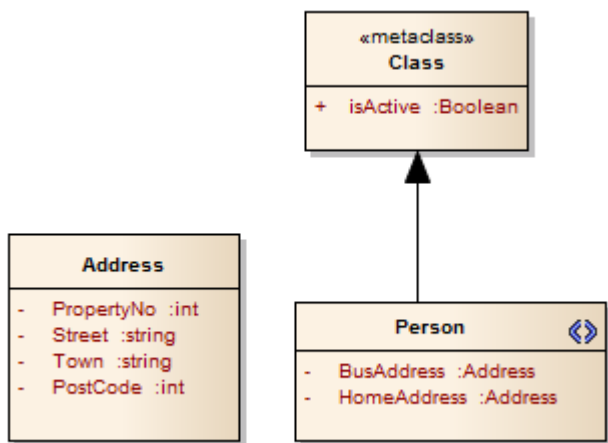 «metaclass»
Class
+ isActive :Boolean
Address
- PropertyNo :int
- Street :string
- Town :string
- PostCode :int
Person
- BusAddress :Address
- HomeAddress :Address